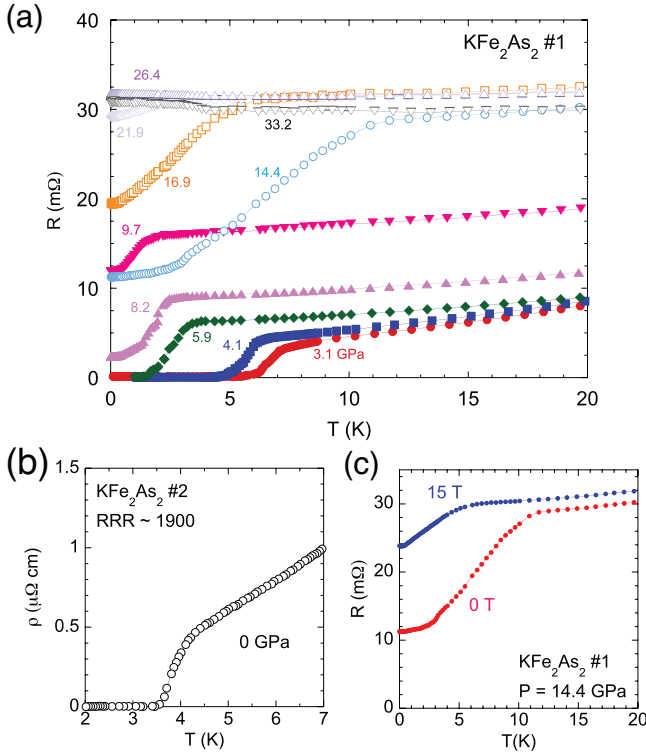 (a)
KFe₂As₂ #1
R (mΩ)
40
30
20
10
0
26.4
21.9
33.2
16.9
14.4
9.7
8.2
5.9
4.1
3.1 GPa
0 5 10 15 20
T (K)
(b)
KFe₂As₂ #2
RRR ~ 1900
ρ (μΩ cm)
1.5
1
0.5
0
0 GPa
2 3 4 5 6 7
T (K)
(c)
R (mΩ)
40
30
20
10
0
15 T
0 T
KFe₂As₂ #1
P = 14.4 GPa
0 5 10 15 20
T(K)